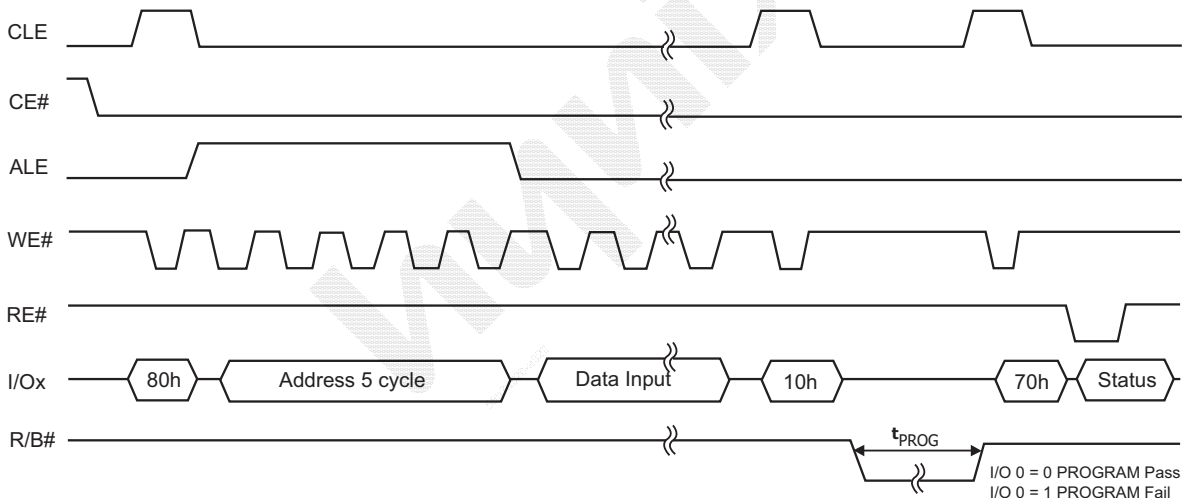 CLE
CE#
ALE
WE#
RE#
I/Ox 80h Address 5 cycle Data Input 10h 70h Status
R/B# tPROG
I/O 0 = 0 PROGRAM Pass
I/O 0 = 1 PROGRAM Fail